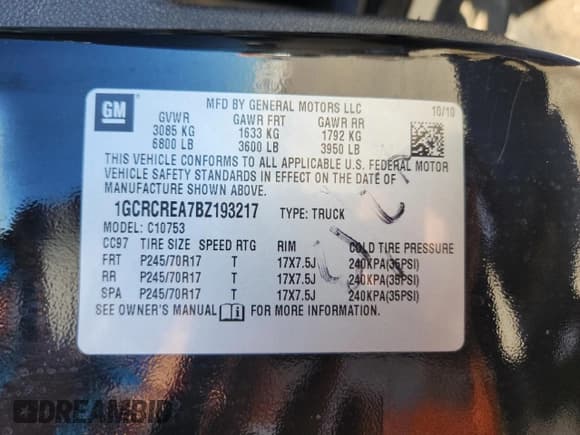 GM
MFD BY GENERAL MOTORS LLC
10/10
GVWR GAWR FRT GAWR RR
3085 KG 1633 KG 1792 KG
6800 LB 3600 LB 3950 LB
THIS VEHICLE CONFORMS TO ALL APPLICABLE U.S. FEDERAL MOTOR
VEHICLE SAFETY STANDARDS IN EFFECT ON THE DATE OF
MANUFACTURE SHOWN ABOVE.
1GCRCREA7BZ193217 TYPE: TRUCK
MODEL: C10753
CC97 TIRE SIZE SPEED RTG RIM COLD TIRE PRESSURE
FRT P245/70R17 T 17X7.5J 240KPA(35PSI)
RR P245/70R17 T 17X7.5J 240KPA(35PSI)
SPA P245/70R17 T 17X7.5J 240KPA(35PSI)
SEE OWNER'S MANUAL FOR MORE INFORMATION.
DREAMBID